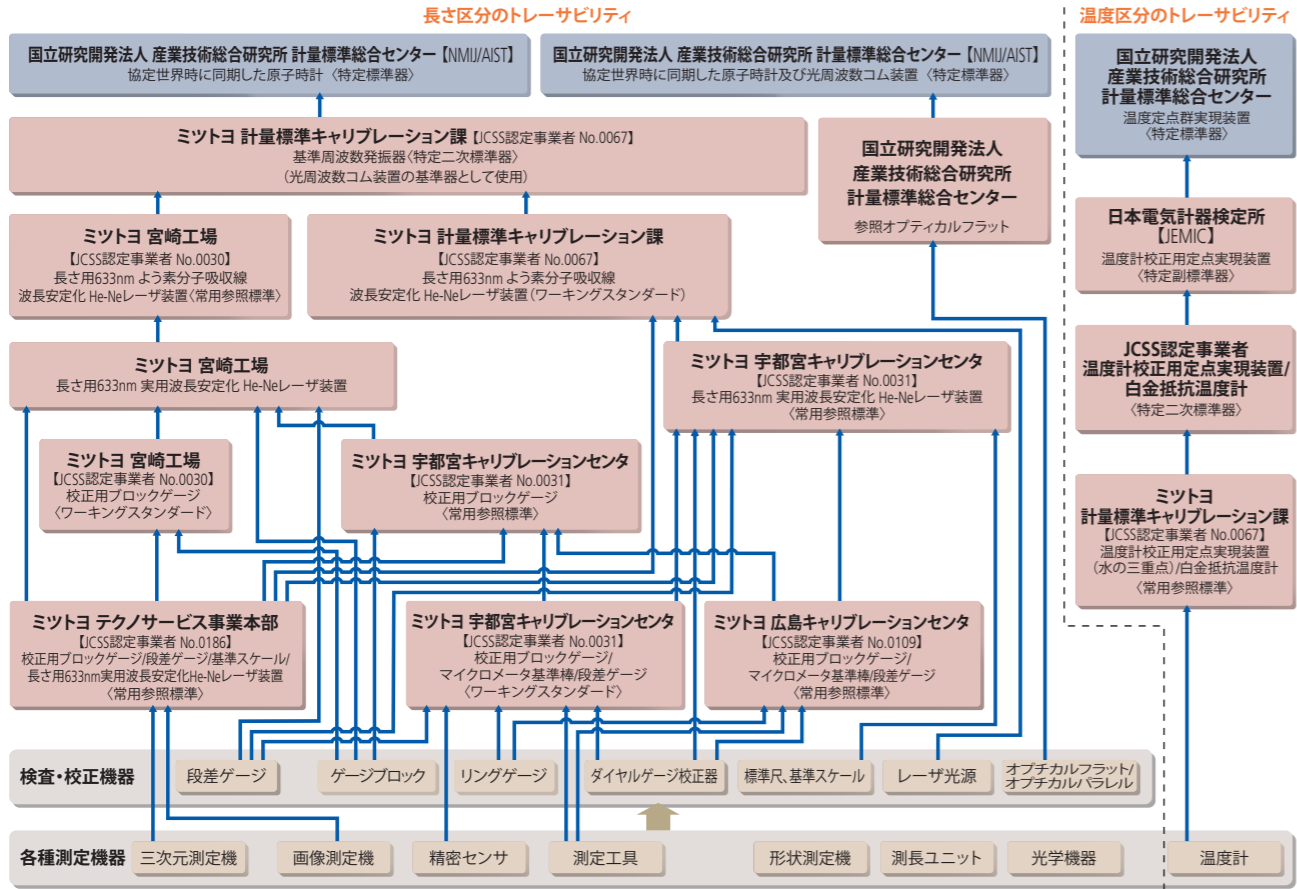 長さ区分のトレーサビリティ
温度区分のトレーサビリティ
国立研究開発法人 産業技術総合研究所 計量標準総合センター【NMIJ/AIST】
協定世界時に同期した原子時計〈特定標準器〉
国立研究開発法人 産業技術総合研究所 計量標準総合センター【NMIJ/AIST】
協定世界時に同期した原子時計及び光周波数コム装置〈特定標準器〉
国立研究開発法人
産業技術総合研究所
計量標準総合センター
温度定点群実現装置
〈特定標準器〉
ミツトヨ 計量標準キャリブレーション課【JCSS認定事業者 No.0067】
基準周波数発振器〈特定二次標準器〉
(光周波数コム装置の基準器として使用)
国立研究開発法人
産業技術総合研究所
計量標準総合センター
参照オプティカルフラット
日本電気計器検定所
【JEMIC】
温度計校正用定点実現装置
〈特定副標準器〉
ミツトヨ 宮崎工場
【JCSS認定事業者 No.0030】
長さ用633nm よう素分子吸収線
波長安定化 He-Neレーザ装置〈常用参照標準〉
ミツトヨ 計量標準キャリブレーション課
【JCSS認定事業者 No.0067】
長さ用633nm よう素分子吸収線
波長安定化 He-Neレーザ装置(ワーキングスタンダード)
JCSS認定事業者
温度計校正用定点実現装置/
白金抵抗温度計
〈特定二次標準器〉
ミツトヨ 宮崎工場
長さ用633nm 実用波長安定化 He-Neレーザ装置
ミツトヨ 宇都宮キャリブレーションセンタ
【JCSS認定事業者 No.0031】
長さ用633nm 実用波長安定化 He-Neレーザ装置
〈常用参照標準〉
ミツトヨ 宮崎工場
【JCSS認定事業者 No.0030】
校正用ブロックゲージ
〈ワーキングスタンダード〉
ミツトヨ 宇都宮キャリブレーションセンタ
【JCSS認定事業者 No.0031】
校正用ブロックゲージ
〈常用参照標準〉
ミツトヨ
計量標準キャリブレーション課
【JCSS認定事業者 No.0067】
温度計校正用定点実現装置
(水の三重点)/白金抵抗温度計
〈常用参照標準〉
ミツトヨ テクノサービス事業本部
【JCSS認定事業者 No.0186】
校正用ブロックゲージ/段差ゲージ/基準スケール/
長さ用633nm実用波長安定化He-Neレーザ装置
〈常用参照標準〉
ミツトヨ 宇都宮キャリブレーションセンタ
【JCSS認定事業者 No.0031】
校正用ブロックゲージ/
マイクロメータ基準棒/段差ゲージ
〈ワーキングスタンダード〉
ミツトヨ 広島キャリブレーションセンタ
【JCSS認定事業者 No.0109】
校正用ブロックゲージ/
マイクロメータ基準棒/段差ゲージ
〈常用参照標準〉
検査・校正機器
段差ゲージ
ゲージブロック
リングゲージ
ダイヤルゲージ校正器
標準尺、基準スケール
レーザ光源
オプチカルフラット/
オプチカルパラレル
各種測定機器
三次元測定機
画像測定機
精密センサ
測定工具
形状測定機
測長ユニット
光学機器
温度計